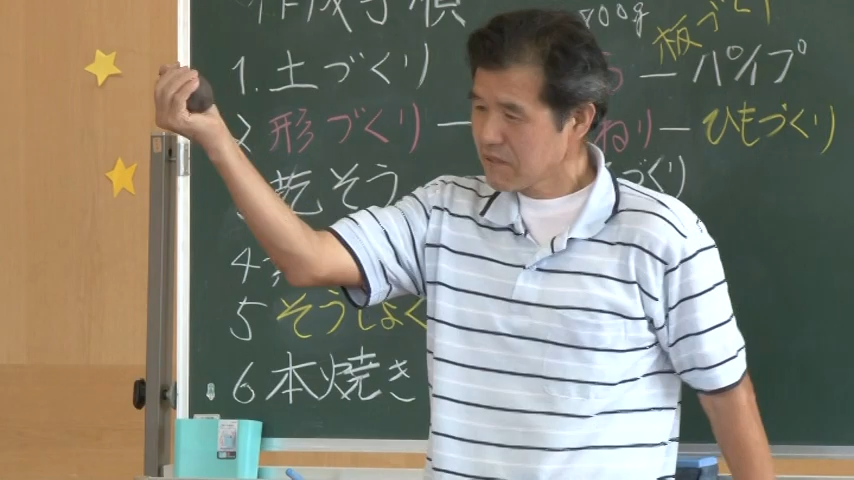 作成手順
800g
板づくり
1.土づくり
パイプ
2 形づくり
ねり
ひもづくり
乾そう
づくり
4
5 そうしょく
6 本焼き